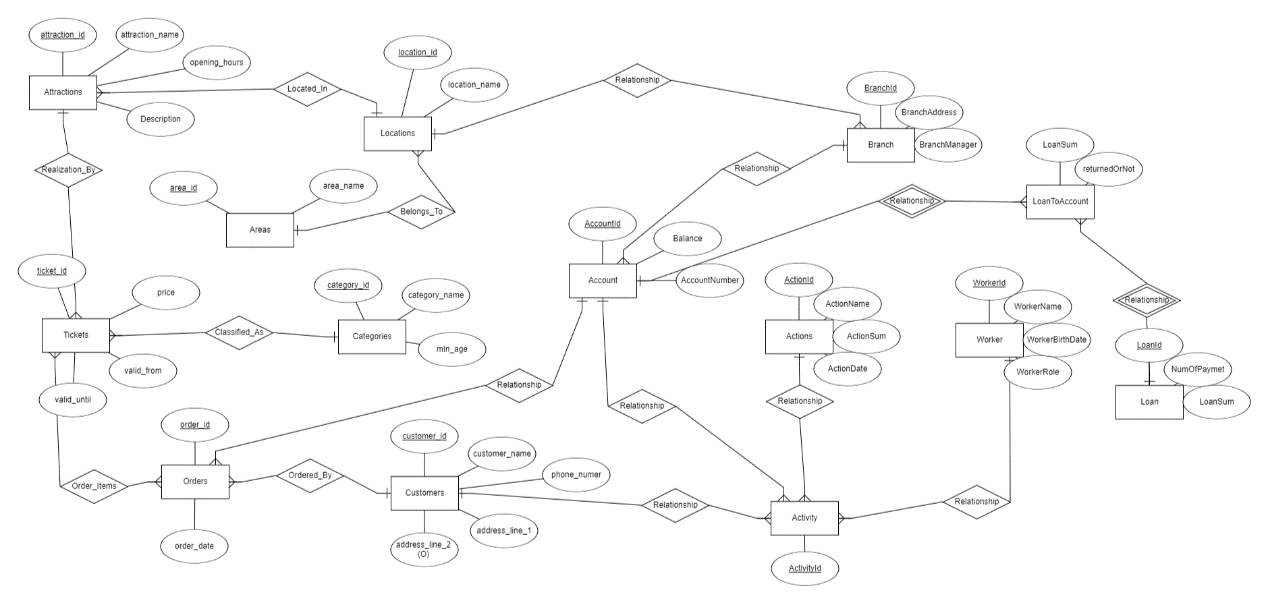 attraction_id
attraction_name
opening_hours
Attractions
Description
Located_In
location_id
location_name
Locations
Relationship
BranchId
BranchAddress
BranchManager
Branch
Relationship
LoanSum
returnedOrNot
LoanToAccount
Relationship
Realization_By
area_id
area_name
Areas
Belongs_To
AccountId
Balance
AccountNumber
Account
ticket_id
price
Tickets
valid_from
valid_until
Classified_As
category_id
category_name
Categories
min_age
ActionId
ActionName
Actions
ActionSum
ActionDate
WorkerId
WorkerName
Worker
WorkerBirthDate
WorkerRole
Relationship
LoanId
NumOfPaymet
Loan
LoanSum
Relationship
Relationship
Relationship
order_id
Orders
Order_Items
order_date
Ordered_By
customer_id
customer_name
phone_numer
Customers
address_line_1
address_line_2
(O)
Relationship
Activity
Relationship
ActivityId